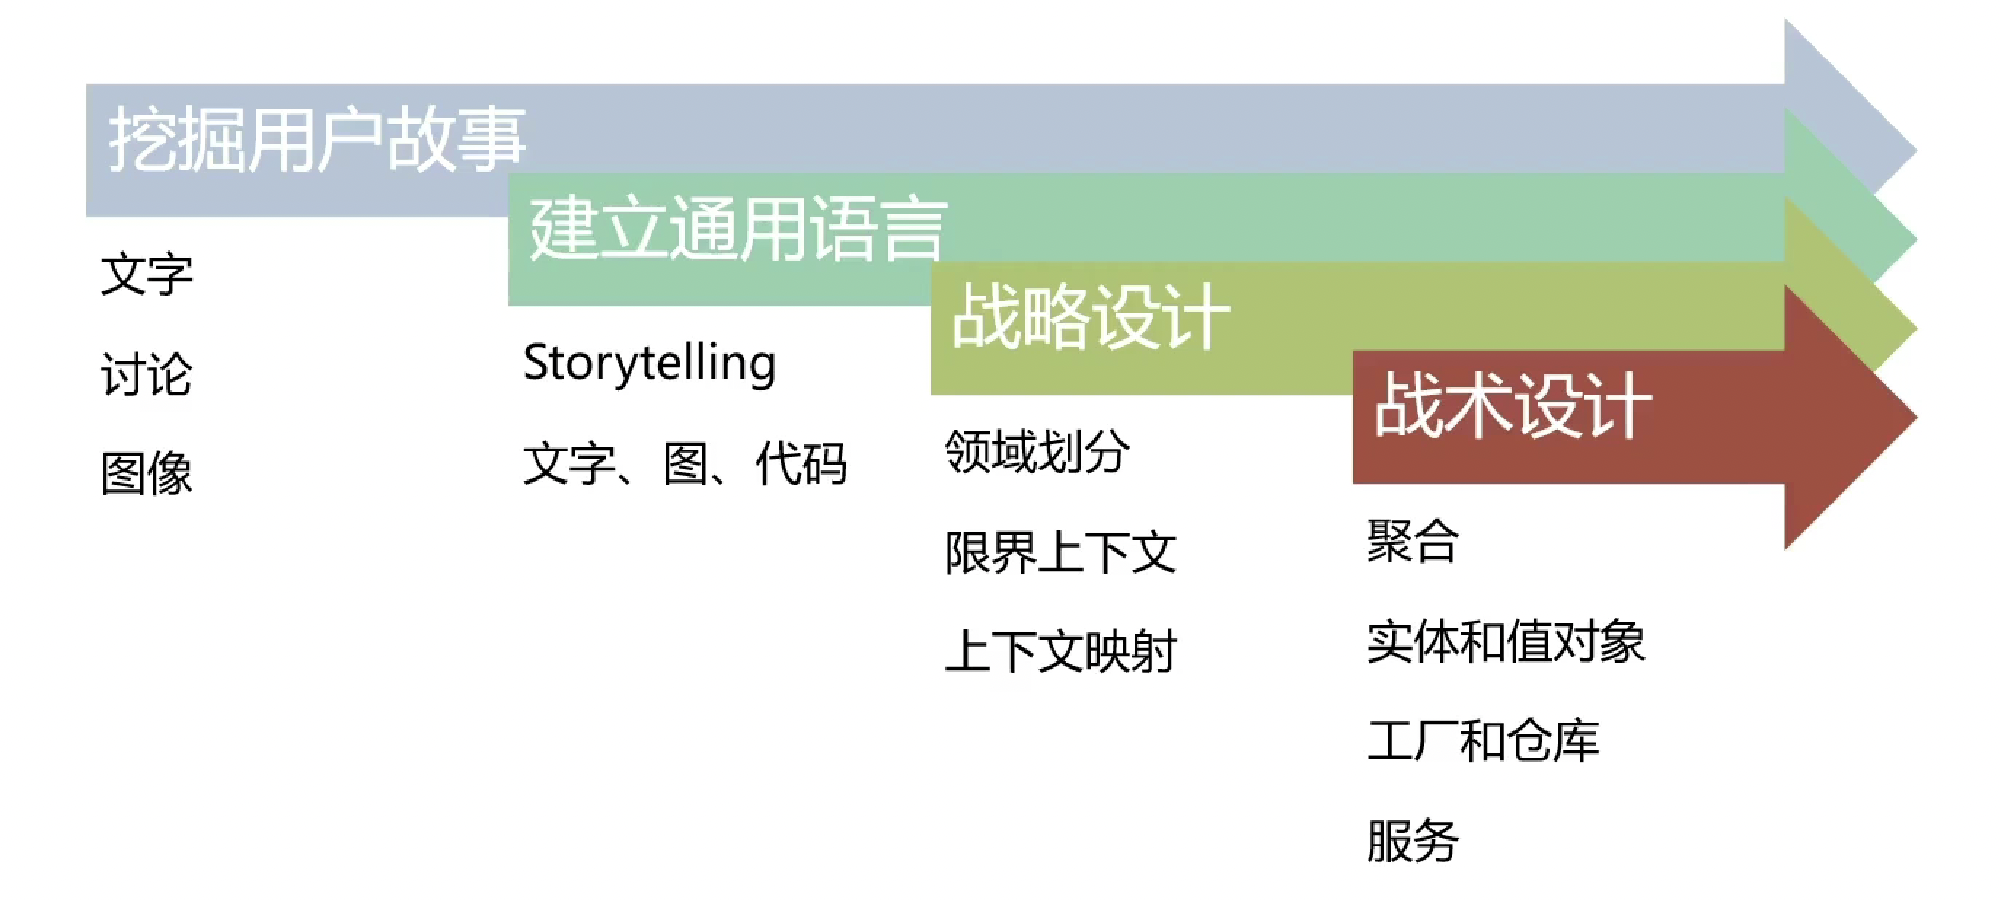 挖掘用户故事
文字
讨论
图像
建立通用语言
Storytelling
文字、图、代码
战略设计
领域划分
限界上下文
上下文映射
战术设计
聚合
实体和值对象
工厂和仓库
服务